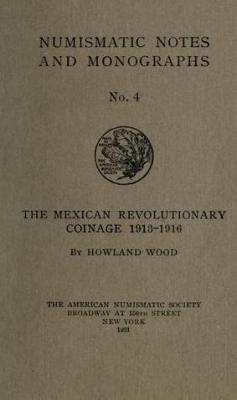 NUMISMATIC NOTES
AND MONOGRAPHS
No. 4
THE MEXICAN REVOLUTIONARY
COINAGE 1913-1916
BY HOWLAND WOOD
THE AMERICAN NUMISMATIC SOCIETY
BROADWAY AT 156TH STREET
NEW YORK
1921